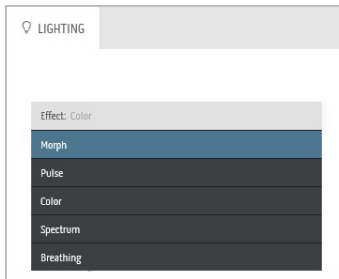 LIGHTING
Effect: Color
Morph
Pulse
Color
Spectrum
Breathing